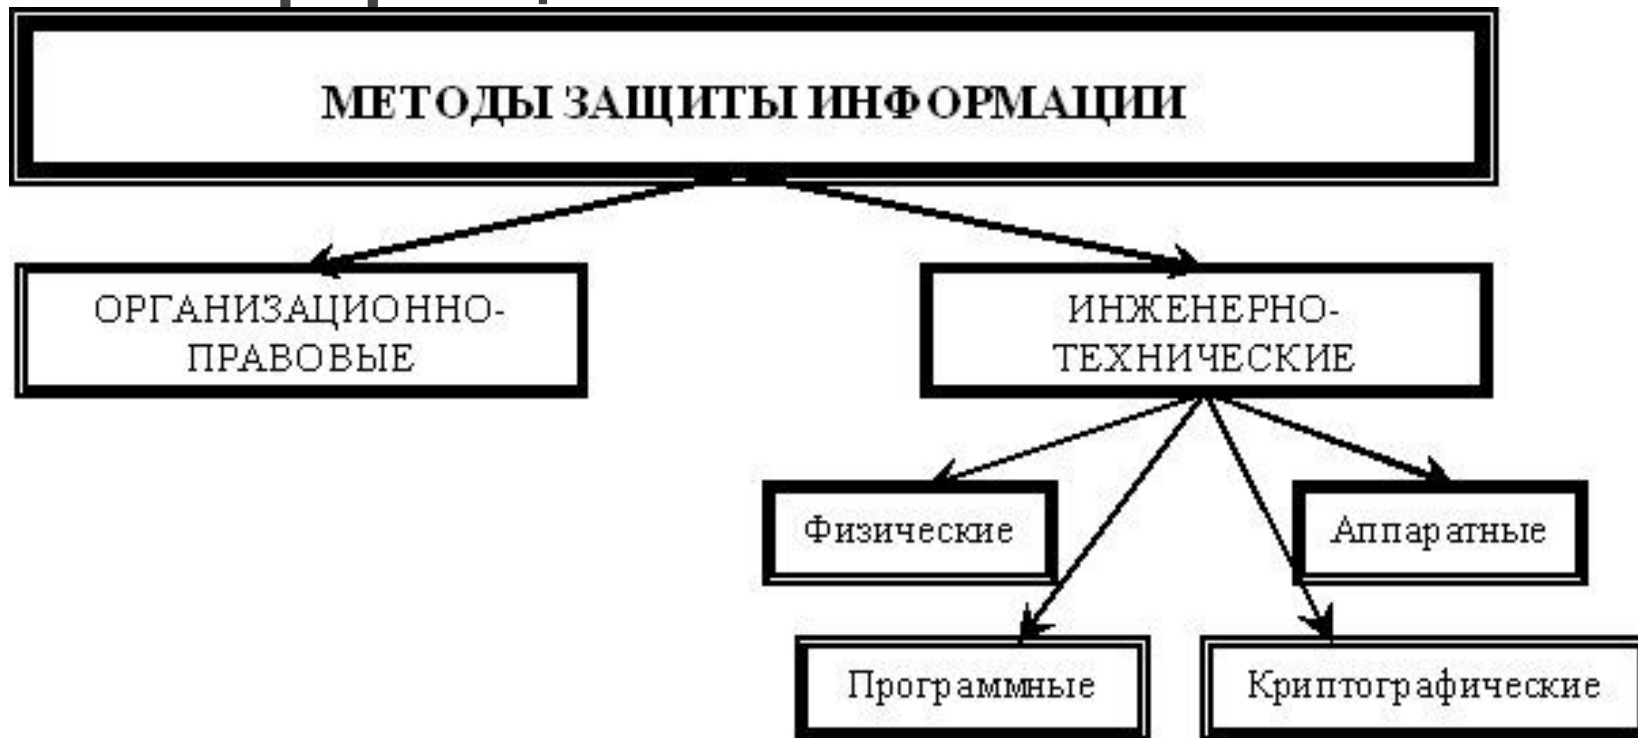 МЕТОДЫ ЗАЩИТЫ ИНФОРМАЦИИ
ОРГАНИЗАЦИОННО-
ПРАВОВЫЕ
ИНЖЕНЕРНО-
ТЕХНИЧЕСКИЕ
Физические
Аппаратные
Программные
Криптографические